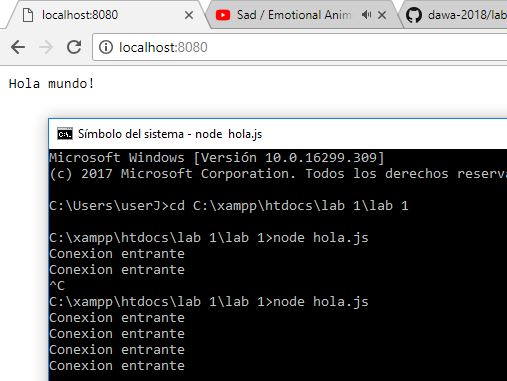 localhost:8080
Sad / Emotional Anim
dawa-2018/lab
localhost:8080
Hola mundo!
Símbolo del sistema - node hola.js
Microsoft Windows [Versión 10.0.16299.309]
(c) 2017 Microsoft Corporation. Todos los derechos reserva
C:\Users\userJ>cd C:\xampp\htdocs\lab 1\lab 1
C:\xampp\htdocs\lab 1\lab 1>node hola.js
Conexion entrante
Conexion entrante
^C
C:\xampp\htdocs\lab 1\lab 1>node hola.js
Conexion entrante
Conexion entrante
Conexion entrante
Conexion entrante